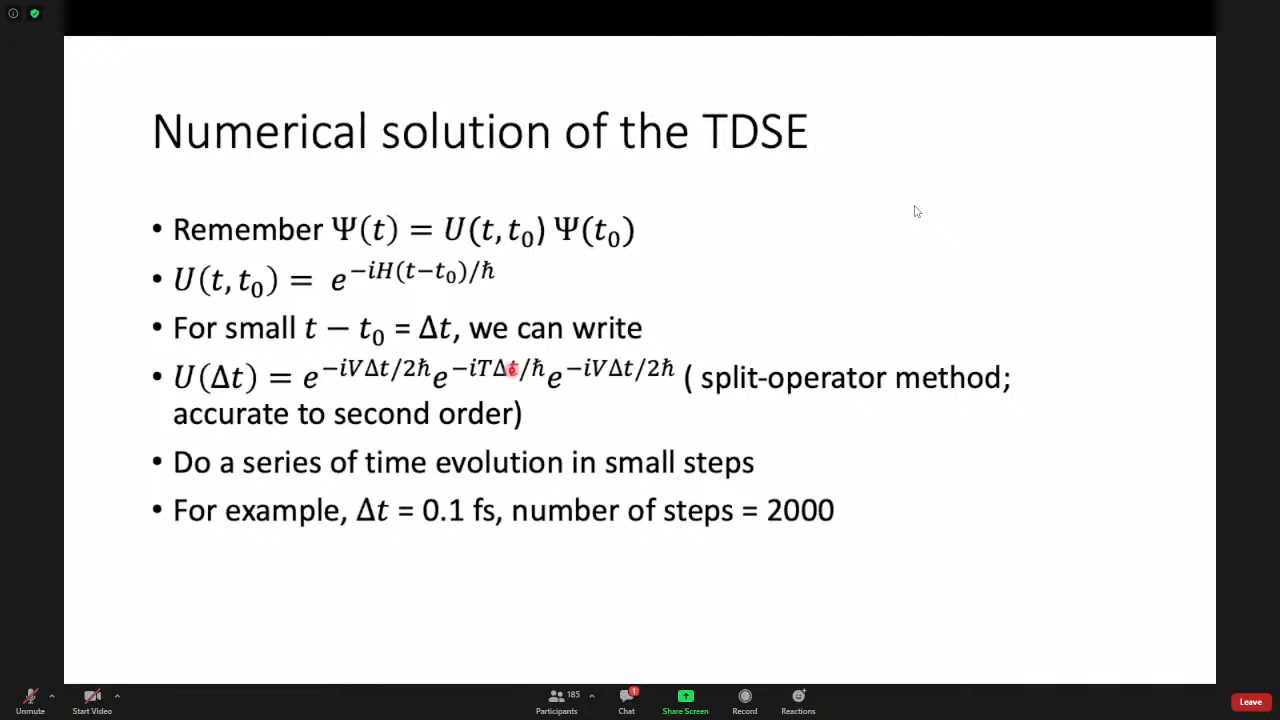 Numerical solution of the TDSE
• Remember Ψ(t) = U(t, t₀) Ψ(t₀)
• U(t, t₀) = e^{−iH(t−t₀)/ħ}
• For small t − t₀ = Δt, we can write
• U(Δt) = e^{−iVΔt/2ħ} e^{−iTΔt/ħ} e^{−iVΔt/2ħ} ( split-operator method;
accurate to second order)
• Do a series of time evolution in small steps
• For example, Δt = 0.1 fs, number of steps = 2000
185 1
Unmute Start Video Participants Chat Share Screen Record Reactions Leave